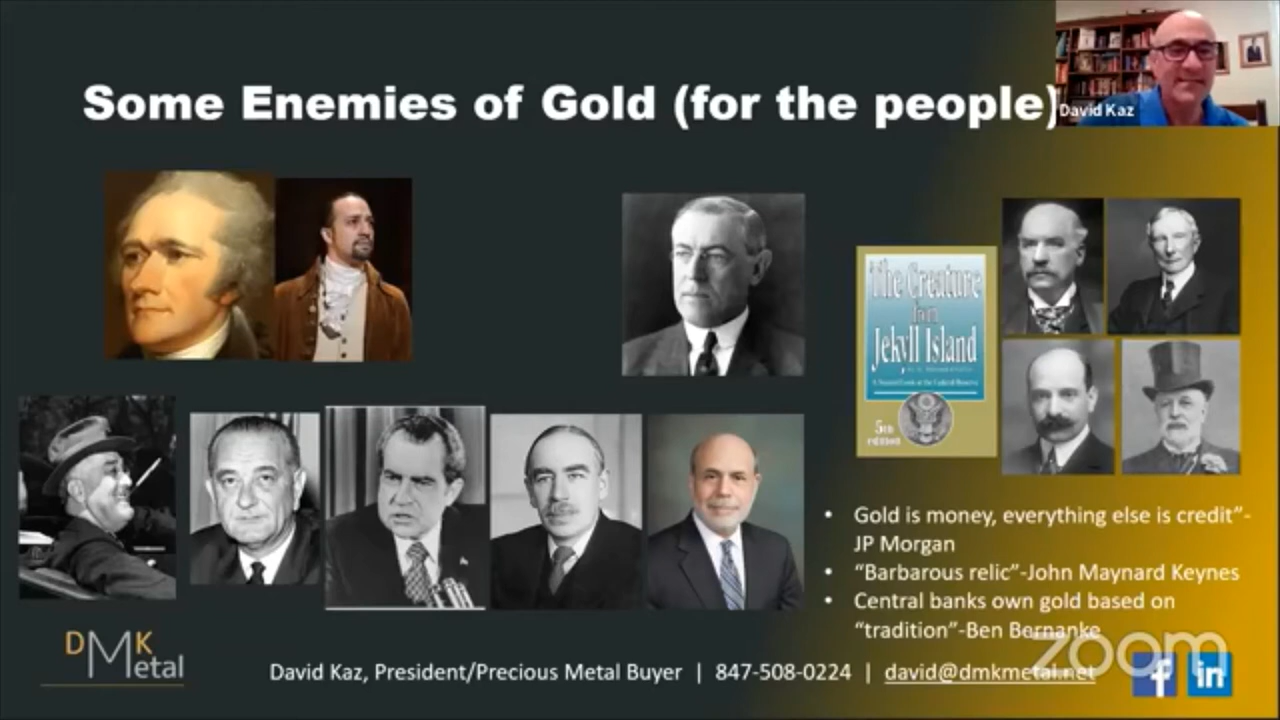 Some Enemies of Gold (for the people)
David Kaz
The Creature
from
Jekyll Island
5th
edition
• Gold is money, everything else is credit”-
JP Morgan
• “Barbarous relic”-John Maynard Keynes
• Central banks own gold based on
“tradition”-Ben Bernanke
zoom
DMK
etal
David Kaz, President/Precious Metal Buyer | 847-508-0224 | david@dmkmetal.net
f
in